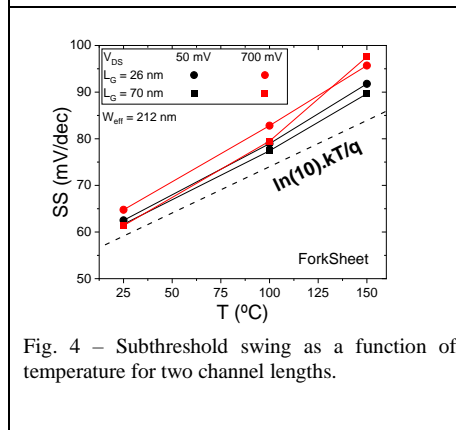 V_DS 50 mV 700 mV
L_G = 26 nm
L_G = 70 nm
W_eff = 212 nm
ln(10).kT/q
ForkSheet
SS (mV/dec)
100
90
80
70
60
50
25 50 75 100 125 150
T (ºC)
Fig. 4 – Subthreshold swing as a function of
temperature for two channel lengths.